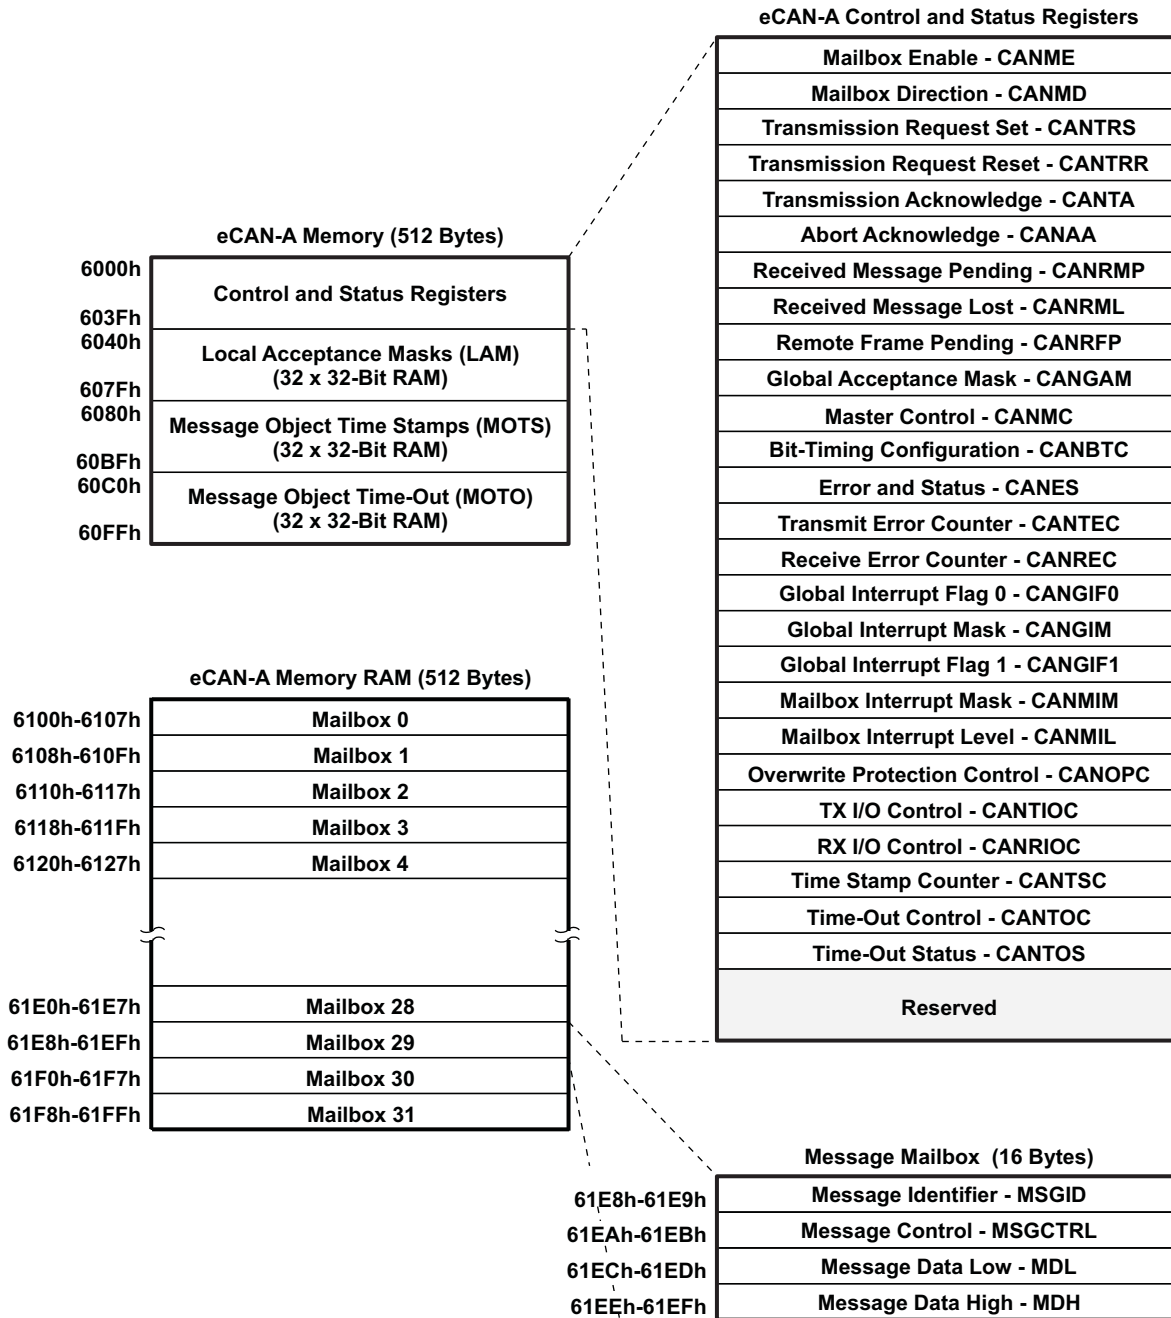 eCAN-A Control and Status Registers
Mailbox Enable - CANME
Mailbox Direction - CANMD
Transmission Request Set - CANTRS
Transmission Request Reset - CANTRR
Transmission Acknowledge - CANTA
Abort Acknowledge - CANAA
Received Message Pending - CANRMP
Received Message Lost - CANRML
Remote Frame Pending - CANRFP
Global Acceptance Mask - CANGAM
Master Control - CANMC
Bit-Timing Configuration - CANBTC
Error and Status - CANES
Transmit Error Counter - CANTEC
Receive Error Counter - CANREC
Global Interrupt Flag 0 - CANGIF0
Global Interrupt Mask - CANGIM
Global Interrupt Flag 1 - CANGIF1
Mailbox Interrupt Mask - CANMIM
Mailbox Interrupt Level - CANMIL
Overwrite Protection Control - CANOPC
TX I/O Control - CANTIOC
RX I/O Control - CANRIOC
Time Stamp Counter - CANTSC
Time-Out Control - CANTOC
Time-Out Status - CANTOS
Reserved
eCAN-A Memory (512 Bytes)
6000h
Control and Status Registers
603Fh
6040h
Local Acceptance Masks (LAM)
(32 x 32-Bit RAM)
607Fh
6080h
Message Object Time Stamps (MOTS)
(32 x 32-Bit RAM)
60BFh
60C0h
Message Object Time-Out (MOTO)
(32 x 32-Bit RAM)
60FFh
eCAN-A Memory RAM (512 Bytes)
6100h-6107h Mailbox 0
6108h-610Fh Mailbox 1
6110h-6117h Mailbox 2
6118h-611Fh Mailbox 3
6120h-6127h Mailbox 4
61E0h-61E7h Mailbox 28
61E8h-61EFh Mailbox 29
61F0h-61F7h Mailbox 30
61F8h-61FFh Mailbox 31
Message Mailbox (16 Bytes)
61E8h-61E9h Message Identifier - MSGID
61EAh-61EBh Message Control - MSGCTRL
61ECh-61EDh Message Data Low - MDL
61EEh-61EFh Message Data High - MDH